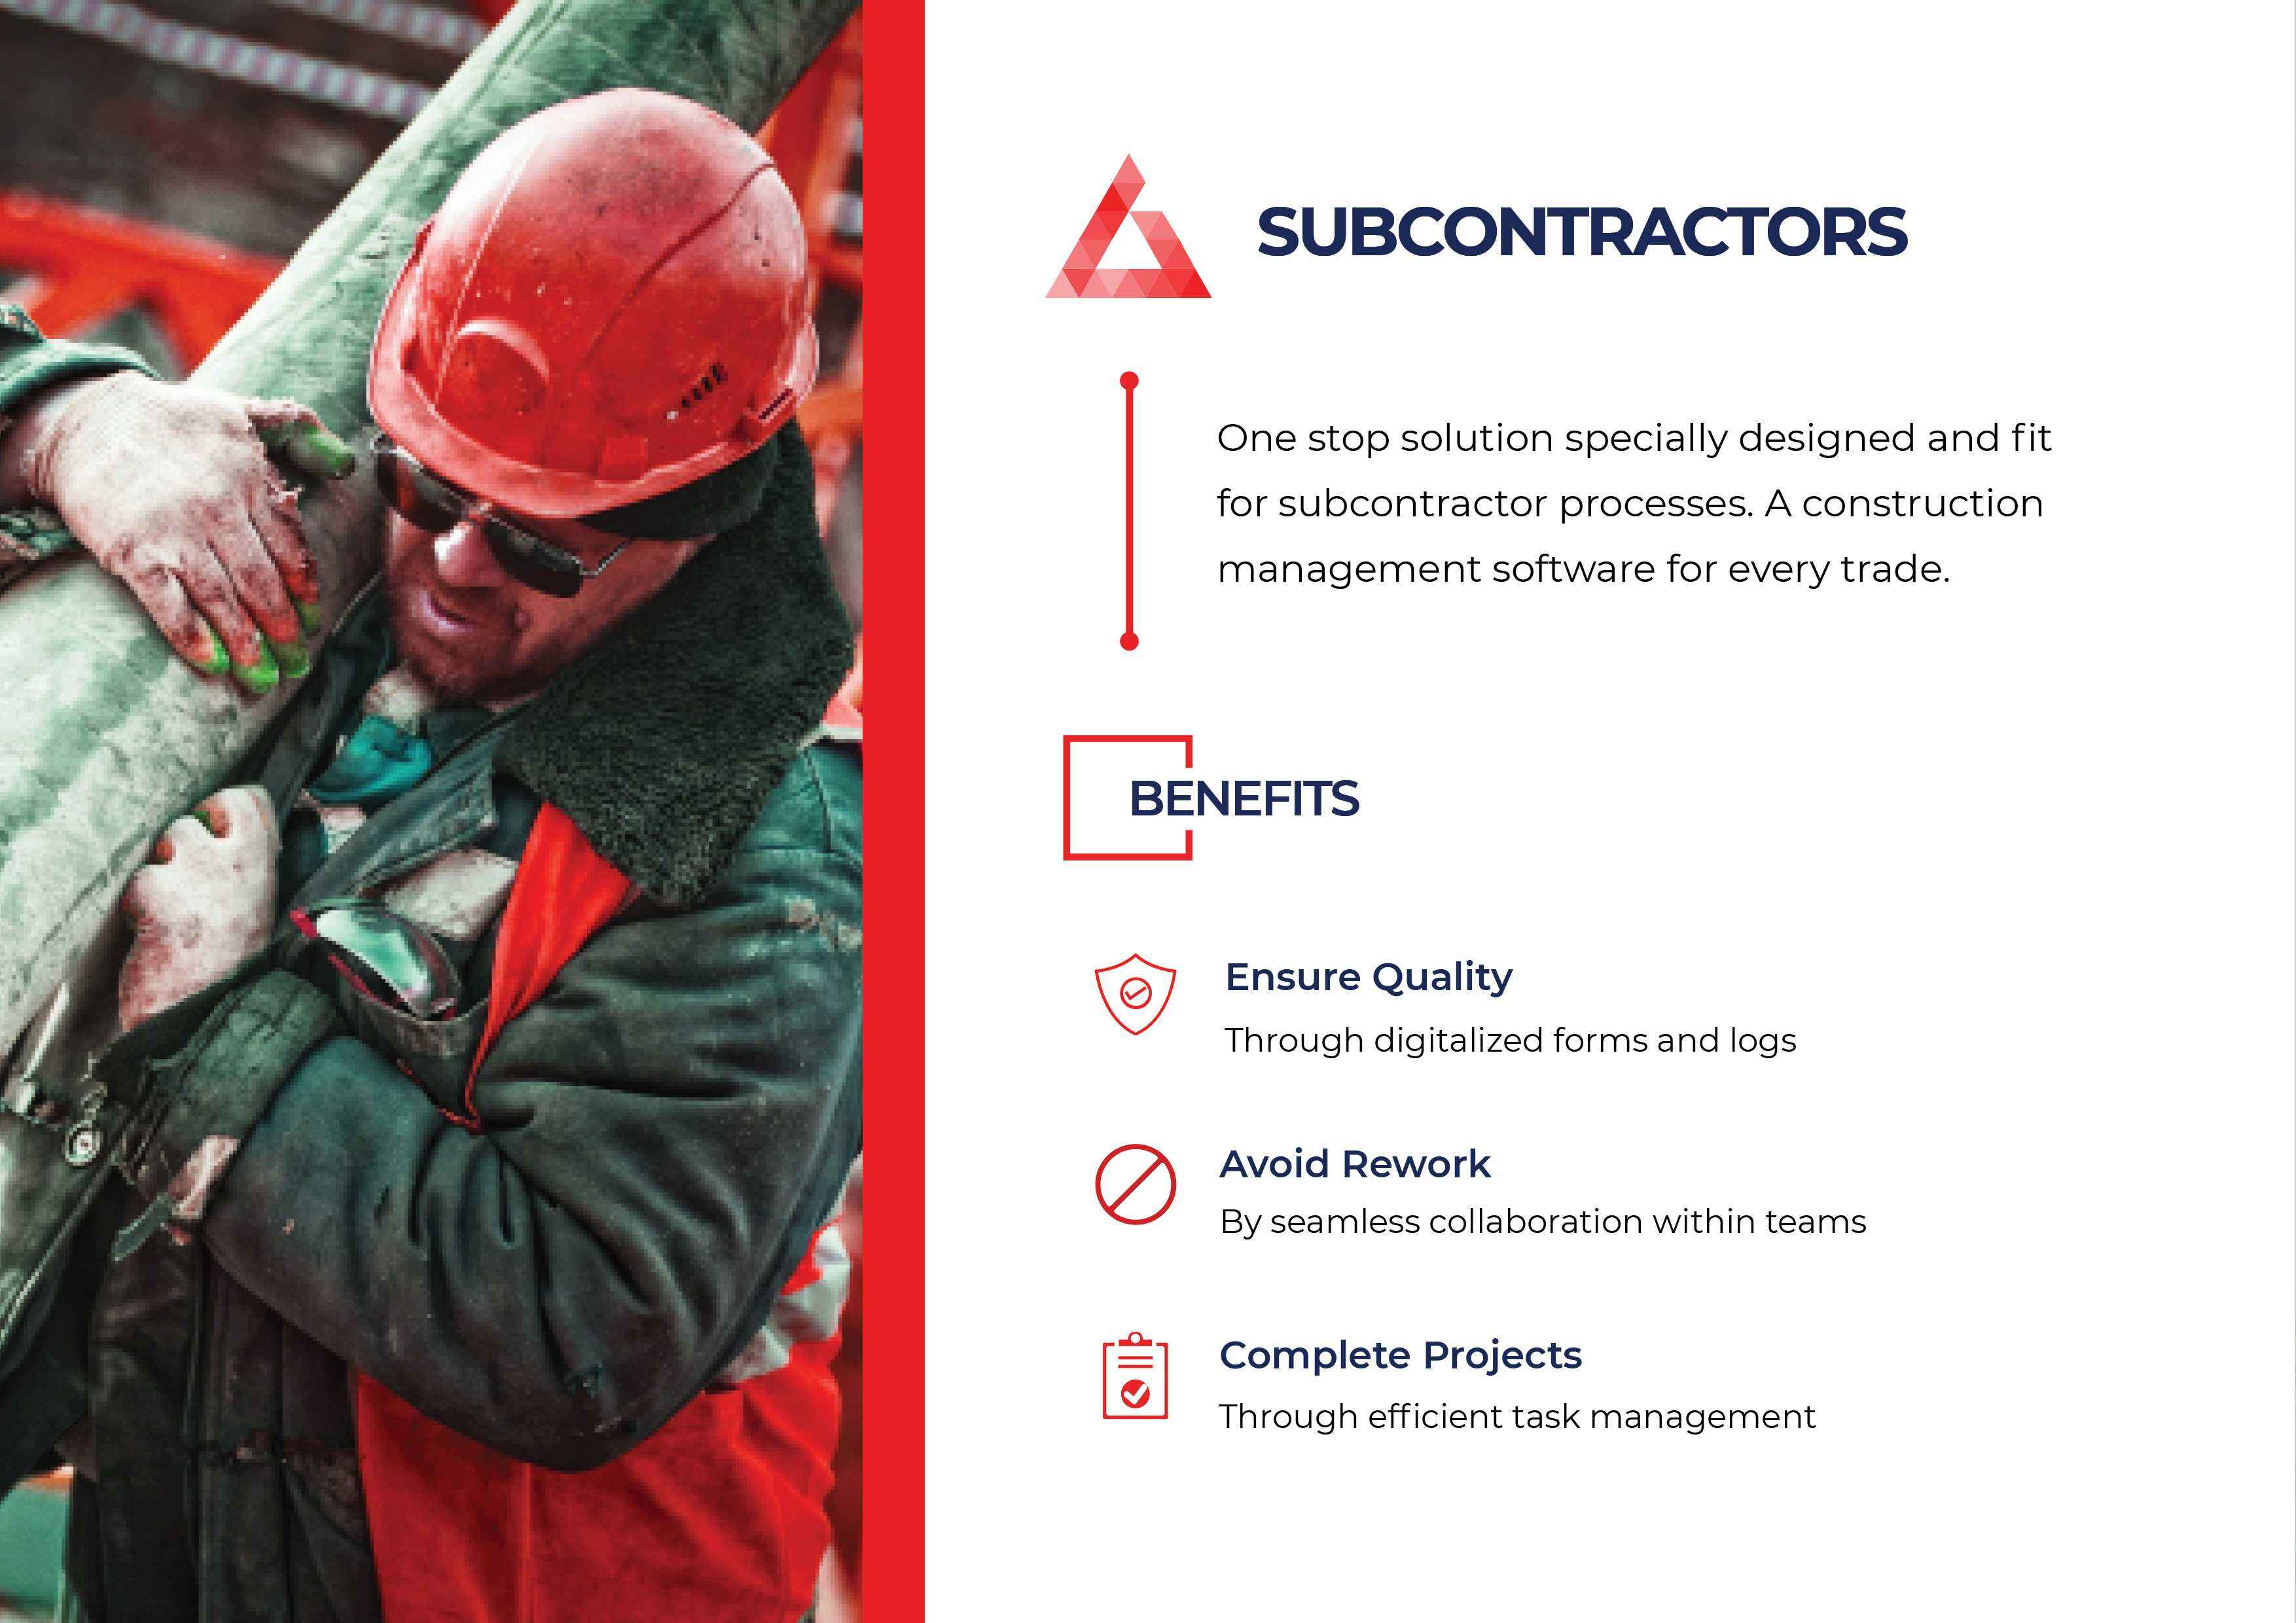 SUBCONTRACTORS
One stop solution specially designed and fit
for subcontractor processes. A construction
management software for every trade.
BENEFITS
Ensure Quality
Through digitalized forms and logs
Avoid Rework
By seamless collaboration within teams
Complete Projects
Through efficient task management